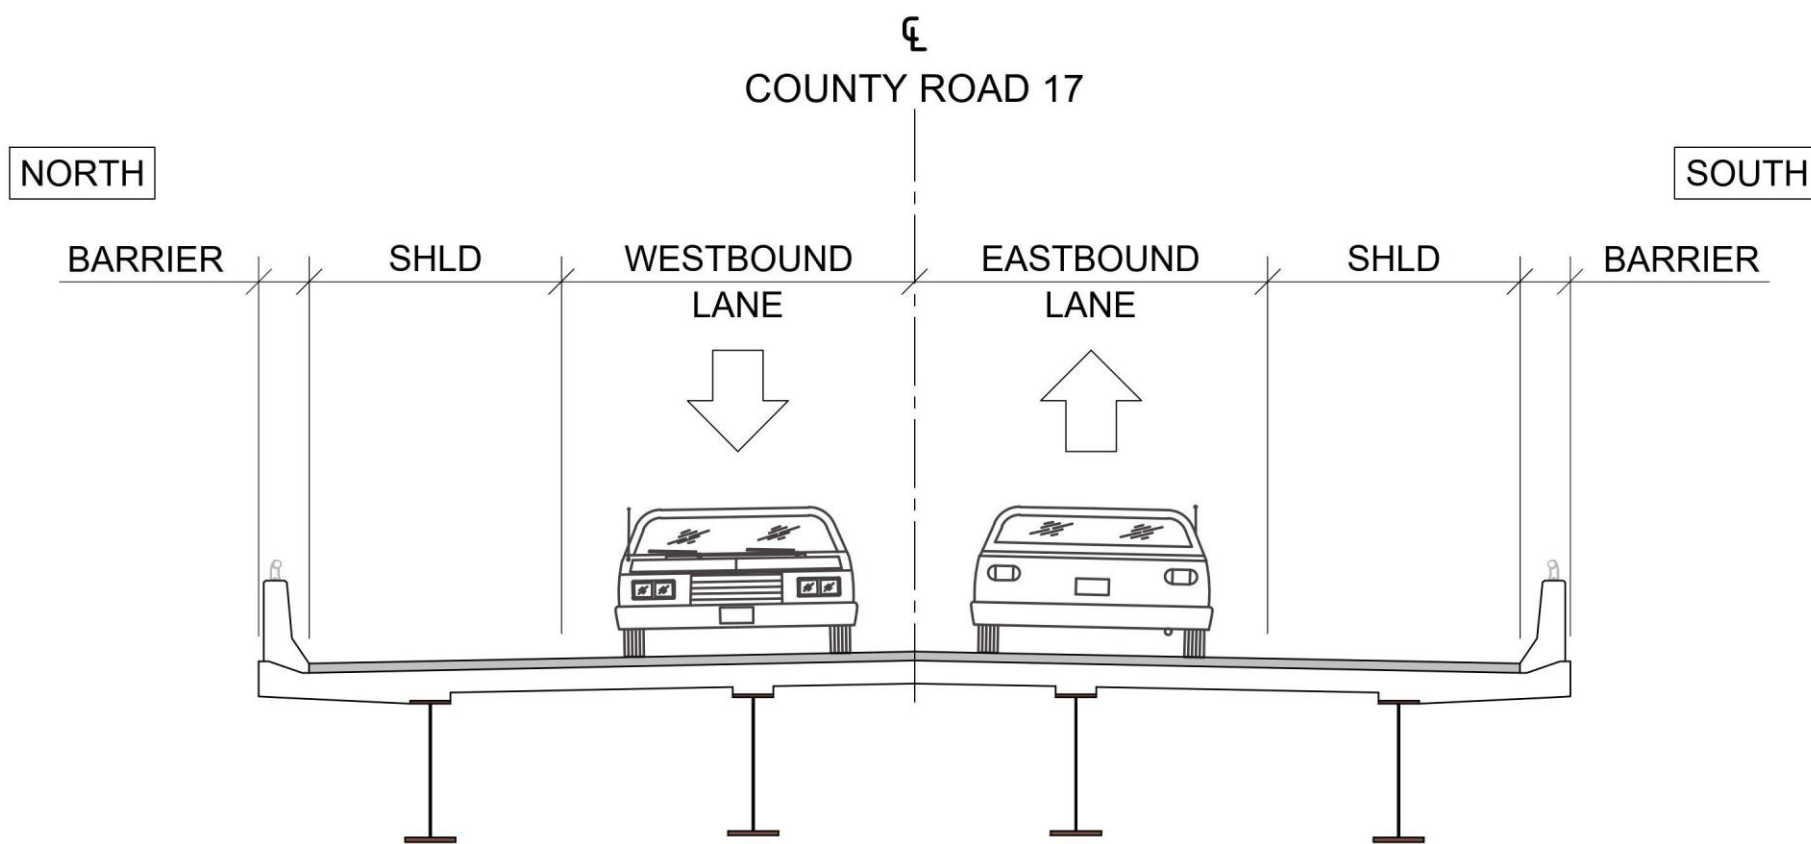 ℄
COUNTY ROAD 17
NORTH
SOUTH
BARRIER SHLD WESTBOUND EASTBOUND SHLD BARRIER
LANE LANE